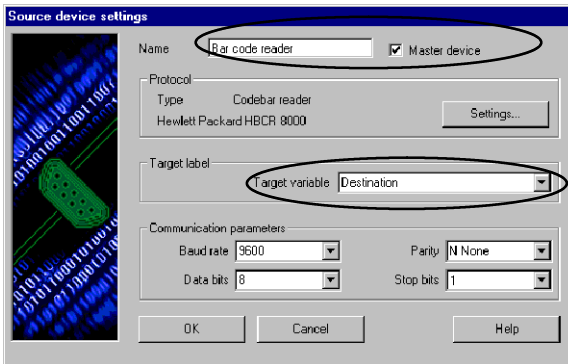 Source device settings
Name Bar code reader Master device
Protocol
Type Codebar reader
Hewlett Packard HBCR 8000
Settings...
Target label
Target variable Destination
Communication parameters
Baud rate 9600 Parity N None
Data bits 8 Stop bits 1
OK Cancel Help